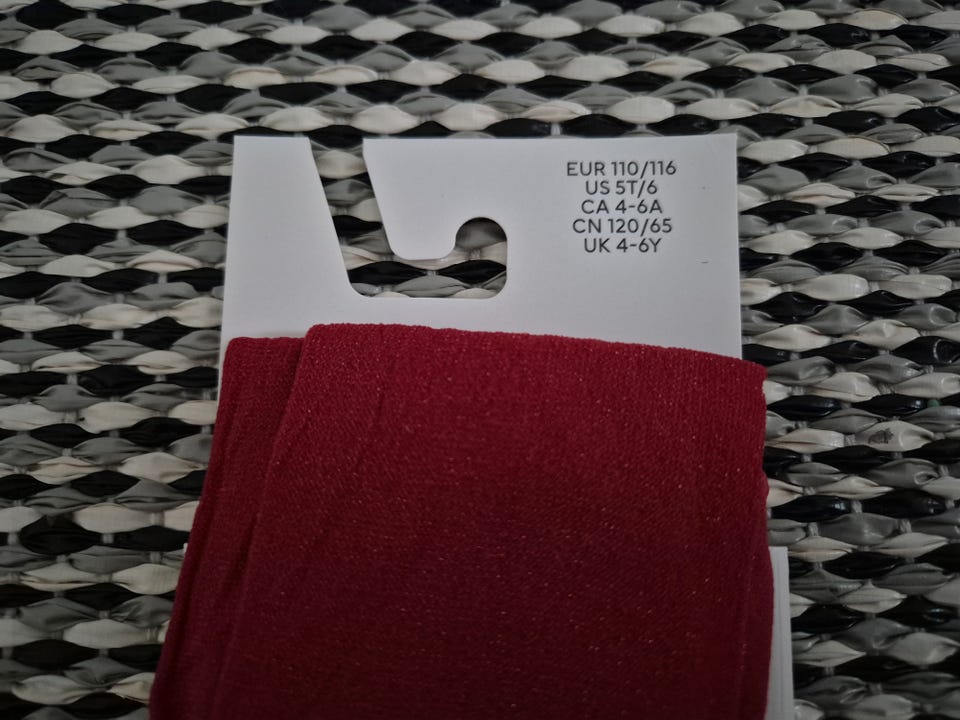 EUR 110/116
US 5T/6
CA 4-6A
CN 120/65
UK 4-6Y